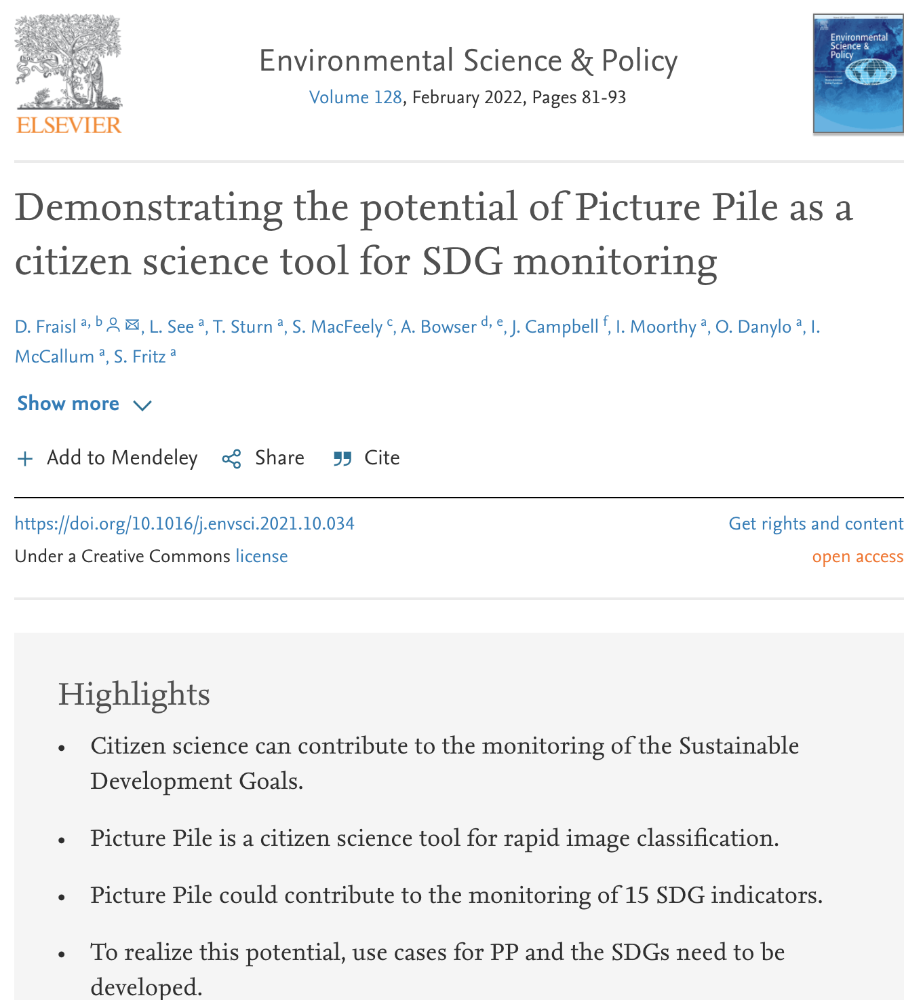 ELSEVIER
Environmental Science & Policy
Volume 128, February 2022, Pages 81-93
Environmental
Science &
Policy
Demonstrating the potential of Picture Pile as a
citizen science tool for SDG monitoring
D. Fraisl a, b, L. See a, T. Sturn a, S. MacFeely c, A. Bowser d, e, J. Campbell f, I. Moorthy a, O. Danylo a, I.
McCallum a, S. Fritz a
Show more
Add to Mendeley Share Cite
https://doi.org/10.1016/j.envsci.2021.10.034 Get rights and content
Under a Creative Commons license open access
Highlights
• Citizen science can contribute to the monitoring of the Sustainable
Development Goals.
• Picture Pile is a citizen science tool for rapid image classification.
• Picture Pile could contribute to the monitoring of 15 SDG indicators.
• To realize this potential, use cases for PP and the SDGs need to be
developed.